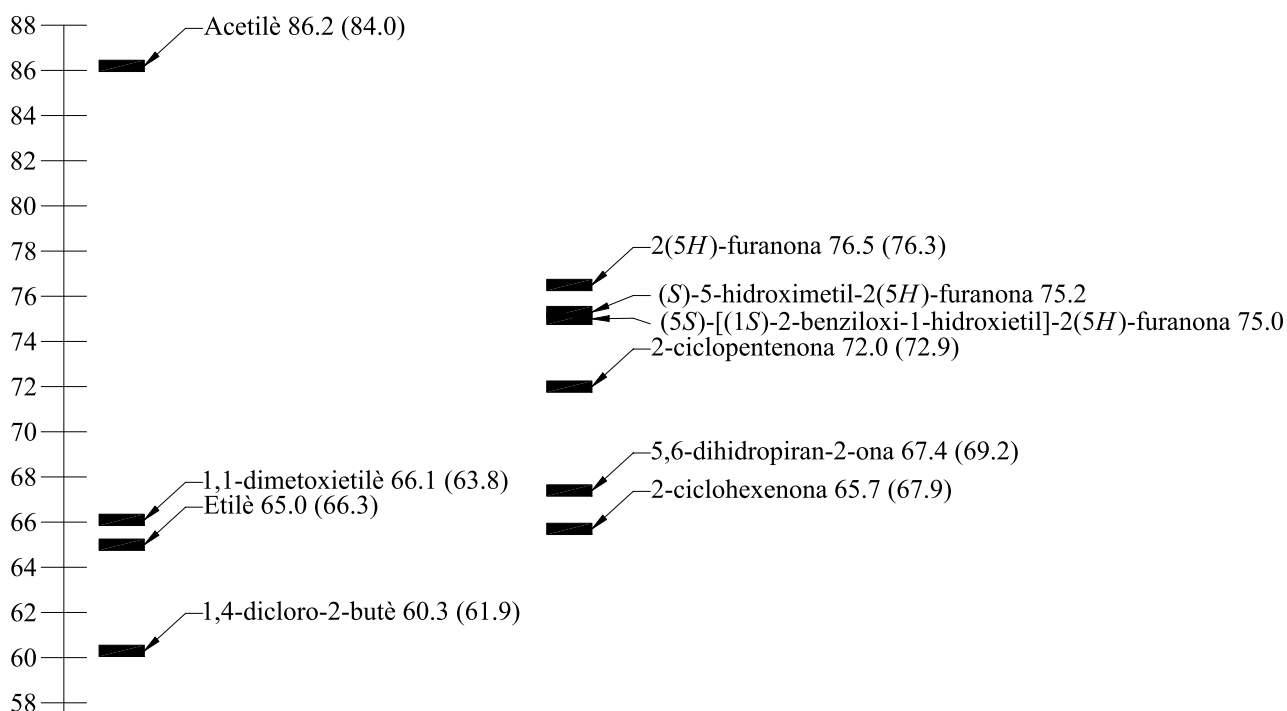 88
86
84
82
80
78
76
74
72
70
68
66
64
62
60
58
Acetilè 86.2 (84.0)
1,1-dimetoxietilè 66.1 (63.8)
Etilè 65.0 (66.3)
1,4-dicloro-2-butè 60.3 (61.9)
2(5H)-furanona 76.5 (76.3)
(S)-5-hidroximetil-2(5H)-furanona 75.2
(5S)-[(1S)-2-benziloxi-1-hidroxietil]-2(5H)-furanona 75.0
2-ciclopentenona 72.0 (72.9)
5,6-dihidropiran-2-ona 67.4 (69.2)
2-ciclohexenona 65.7 (67.9)